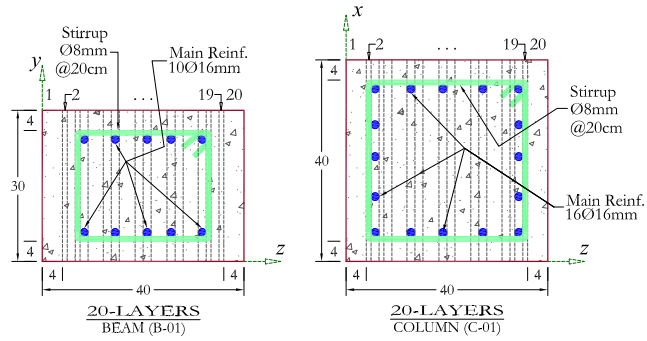 Stirrup
Ø8mm
@20cm
Main Reinf.
10Ø16mm
y
4
1
2
...
19
20
30
4
4
4
40
z
20-LAYERS
BEAM (B-01)
x
4
1
2
...
19
20
Stirrup
Ø8mm
@20cm
40
Main Reinf.
16Ø16mm
4
4
4
40
z
20-LAYERS
COLUMN (C-01)